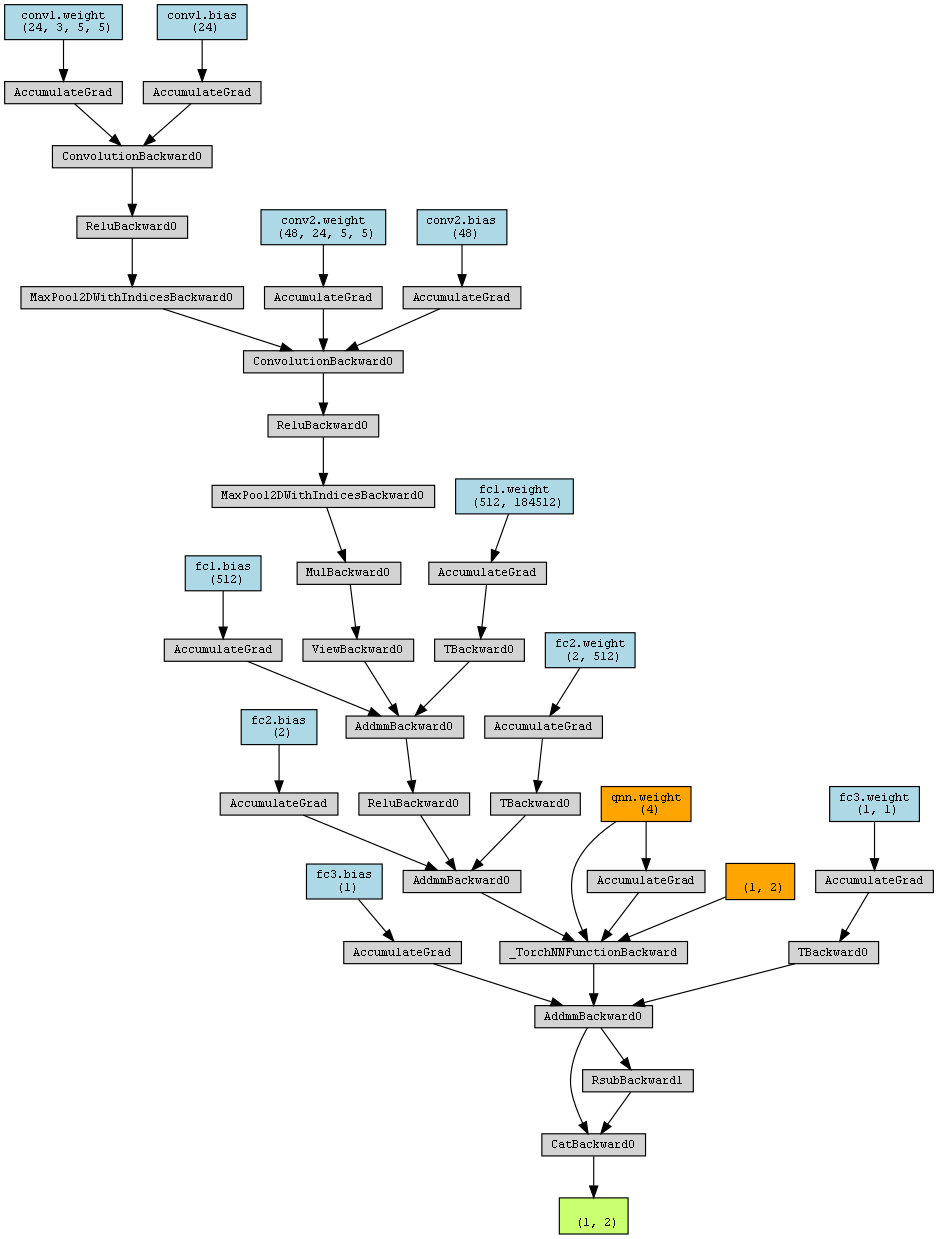 conv1.weight
(24, 3, 5, 5)
conv1.bias
(24)
AccumulateGrad
AccumulateGrad
ConvolutionBackward0
ReluBackward0
conv2.weight
(48, 24, 5, 5)
conv2.bias
(48)
MaxPool2DWithIndicesBackward0
AccumulateGrad
AccumulateGrad
ConvolutionBackward0
ReluBackward0
MaxPool2DWithIndicesBackward0
fc1.weight
(512, 184512)
fc1.bias
(512)
MulBackward0
AccumulateGrad
AccumulateGrad
ViewBackward0
TBackward0
fc2.weight
(2, 512)
fc2.bias
(2)
AddmmBackward0
AccumulateGrad
AccumulateGrad
ReluBackward0
TBackward0
qnn.weight
(4)
fc3.weight
(1, 1)
fc3.bias
(1)
AddmmBackward0
AccumulateGrad
(1, 2)
AccumulateGrad
AccumulateGrad
_TorchNNFunctionBackward
TBackward0
AddmmBackward0
RsubBackward1
CatBackward0
(1, 2)